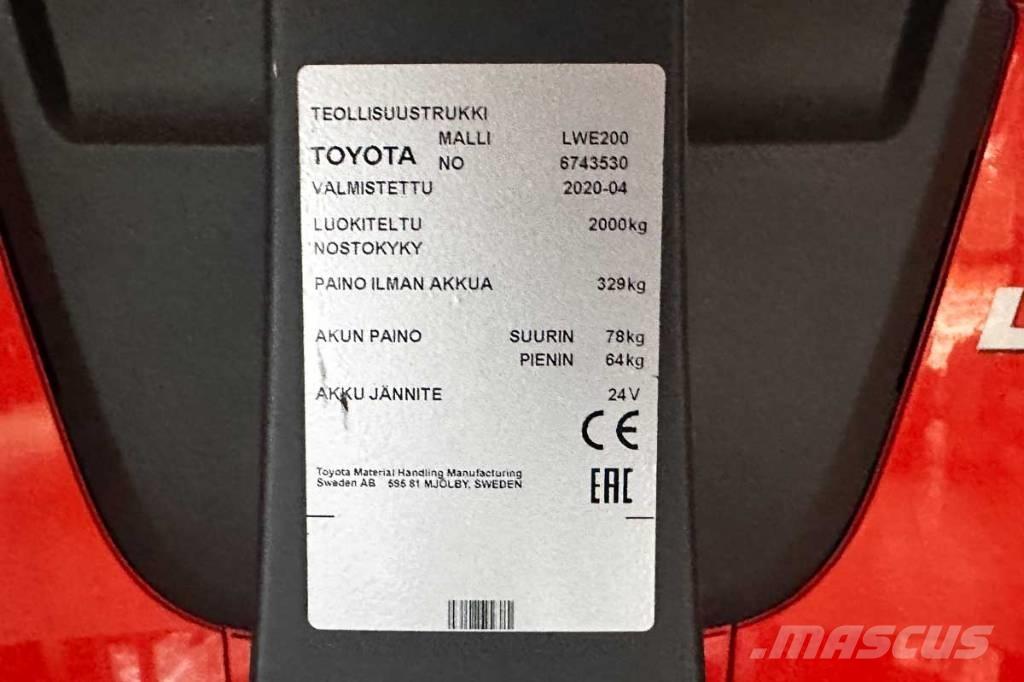 TEOLLISUUSTRUKKI
MALLI LWE200
TOYOTA
NO 6743530
VALMISTETTU 2020-04
LUOKITELTU 2000kg
NOSTOKYKY
PAINO ILMAN AKKUA 329kg
AKUN PAINO SUURIN 78kg
PIENIN 64kg
AKKU JÄNNITE 24V
CE
Toyota Material Handling Manufacturing
Sweden AB 595 81 MJÖLBY, SWEDEN
EAC
MASCUS